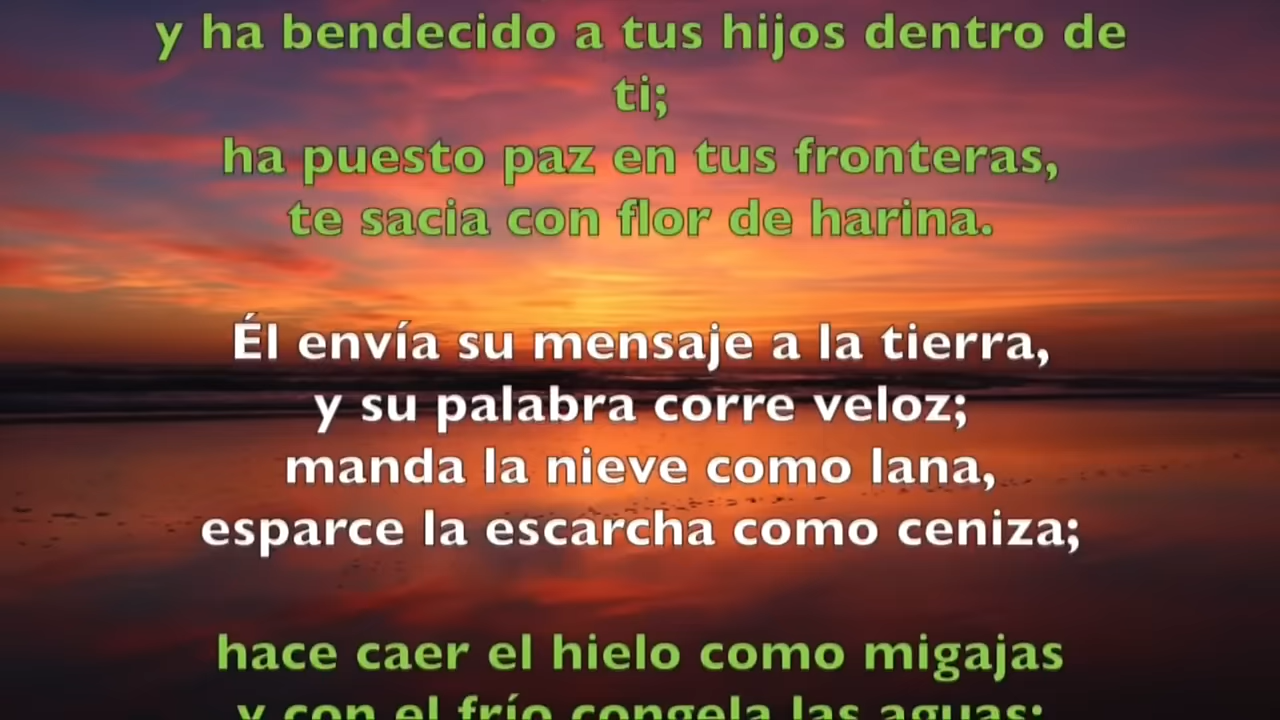 y ha bendecido a tus hijos dentro de
ti;
ha puesto paz en tus fronteras,
te sacia con flor de harina.
Él envía su mensaje a la tierra,
y su palabra corre veloz;
manda la nieve como lana,
esparce la escarcha como ceniza;
hace caer el hielo como migajas
y con el frío congela las aguas;